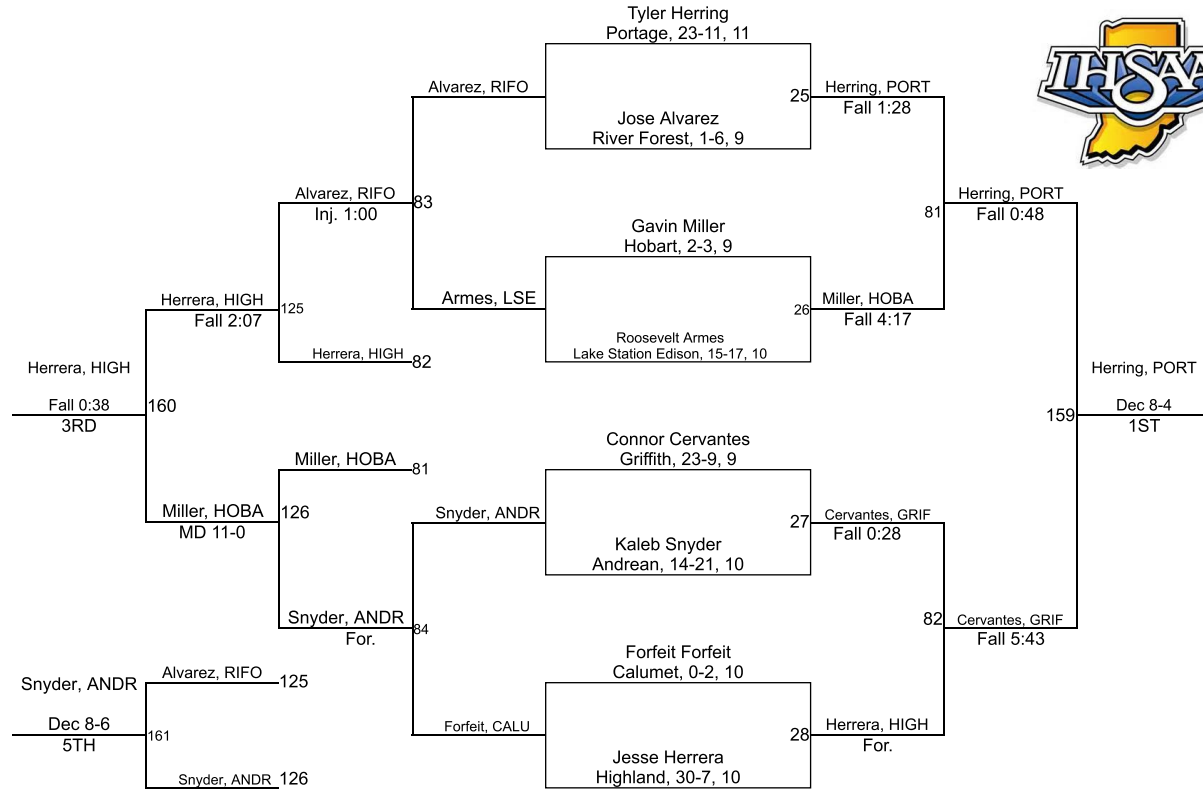 Tyler Herring
Portage, 23-11, 11
IHSAA
Alvarez, RIFO
25
Herring, PORT
Fall 1:28
Jose Alvarez
River Forest, 1-6, 9
Alvarez, RIFO
Inj. 1:00
83
Herring, PORT
Fall 0:48
81
Gavin Miller
Hobart, 2-3, 9
Armes, LSE
26
Miller, HOBA
Fall 4:17
Herrera, HIGH
Fall 2:07
125
Roosevelt Armes
Lake Station Edison, 15-17, 10
Herrera, HIGH
82
Herrera, HIGH
Fall 0:38
3RD
160
Herring, PORT
Dec 8-4
1ST
159
Connor Cervantes
Griffith, 23-9, 9
Miller, HOBA
81
Miller, HOBA
MD 11-0
126
Snyder, ANDR
27
Cervantes, GRIF
Fall 0:28
Kaleb Snyder
Andrean, 14-21, 10
Snyder, ANDR
For.
84
82
Cervantes, GRIF
Fall 5:43
Forfeit Forfeit
Calumet, 0-2, 10
Alvarez, RIFO
125
Snyder, ANDR
Dec 8-6
5TH
161
Forfeit, CALU
28
Herrera, HIGH
For.
Jesse Herrera
Highland, 30-7, 10
Snyder, ANDR
126